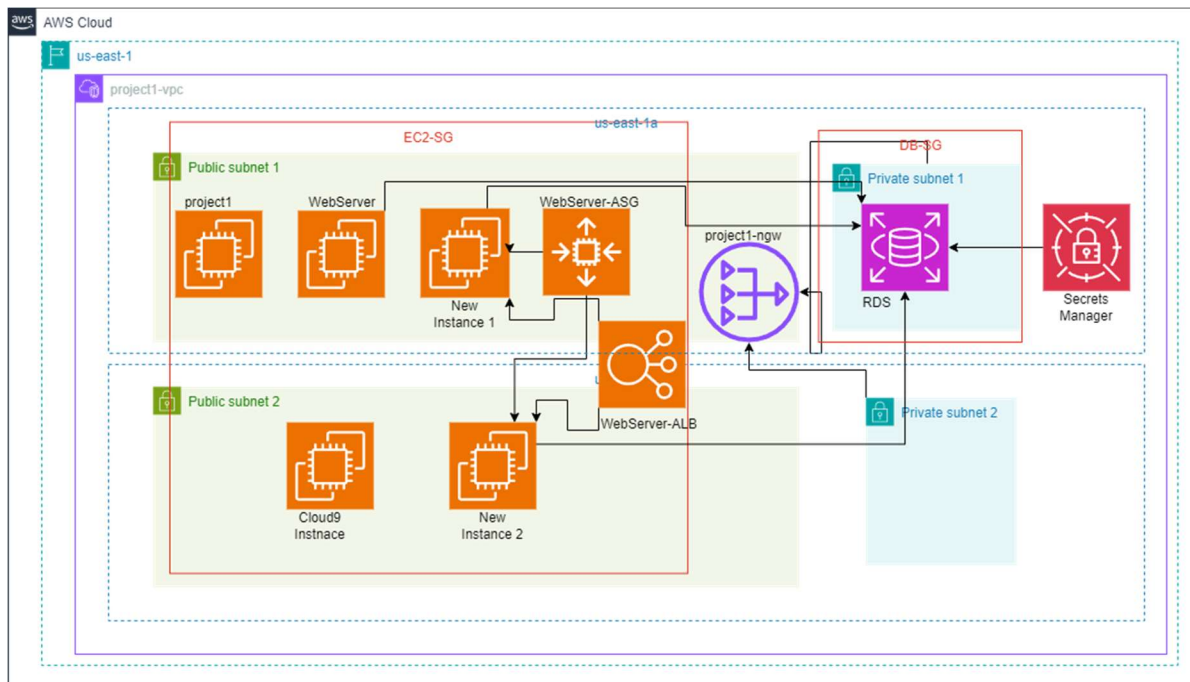 aws
AWS Cloud
us-east-1
project1-vpc
us-east-1a
EC2-SG
DB-SG
Public subnet 1
Private subnet 1
project1
WebServer
WebServer-ASG
project1-ngw
New
Instance 1
RDS
Secrets
Manager
Public subnet 2
Private subnet 2
WebServer-ALB
Cloud9
Instnace
New
Instance 2